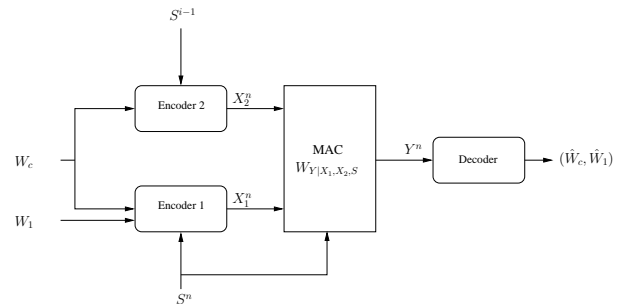 S^{i-1}
Encoder 2
X_2^n
W_c
MAC
W_{Y|X_1,X_2,S}
Y^n
Decoder
(\hat{W}_c, \hat{W}_1)
Encoder 1
X_1^n
W_1
S^n